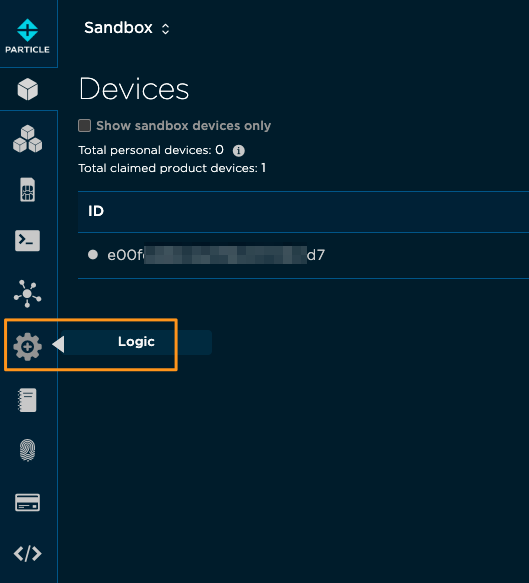 PARTICLE
Sandbox
Devices
Show sandbox devices only
Total personal devices: 0
Total claimed product devices: 1
ID
e00f d7
Logic